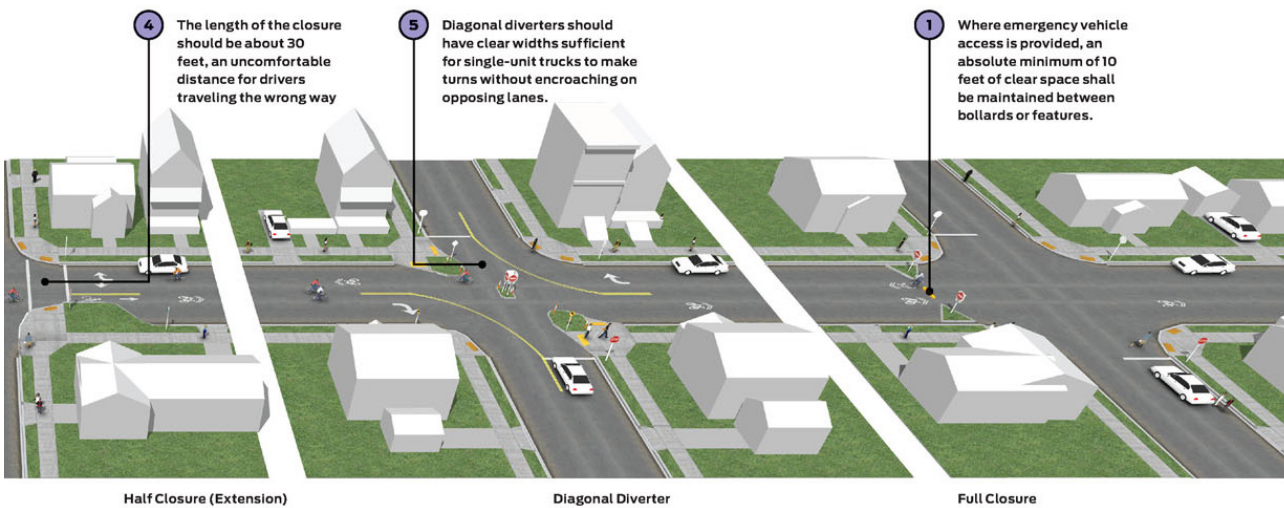 4
The length of the closure
should be about 30
feet, an uncomfortable
distance for drivers
traveling the wrong way
5
Diagonal diverters should
have clear widths sufficient
for single-unit trucks to make
turns without encroaching on
opposing lanes.
1
Where emergency vehicle
access is provided, an
absolute minimum of 10
feet of clear space shall
be maintained between
bollards or features.
Half Closure (Extension)
Diagonal Diverter
Full Closure